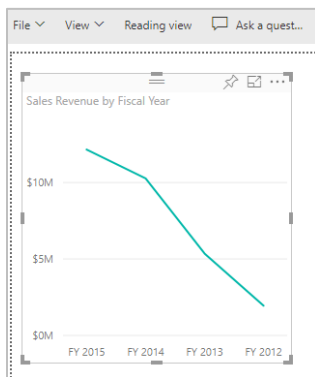 File View Reading view Ask a quest...
Sales Revenue by Fiscal Year
$10M
$5M
$0M
FY 2015 FY 2014 FY 2013 FY 2012